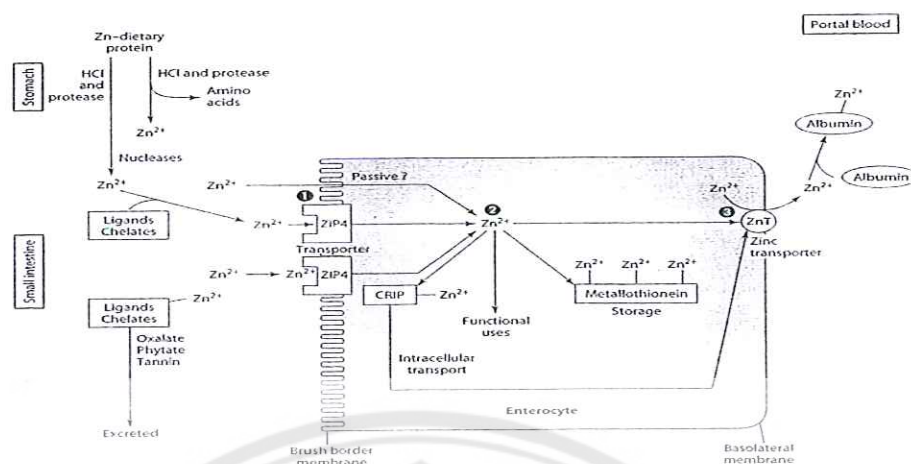 Portal blood
Zn-dietary
protein
Stomach
HCl
and
protease
HCl and protease
Amino
acids
Zn2+
Nucleases
Zn2+
Zn2+
Ligands
Chelates
Zn2+
Small intestine
Zn2+
Zn2+
Ligands
Chelates
Zn2+
Oxalate
Phytate
Tannin
Excreted
1
ZIP4
Transporter
ZIP4
Passive?
2
Zn2+
CRIP
Zn2+
Intracellular
transport
Functional
uses
Zn2+ Zn2+ Zn2+
Metallothionein
Storage
Enterocyte
Brush border
membrane
Basolateral
membrane
Zn2+
3
ZnT
Zinc
transporter
Zn2+
Albumin
Albumin
Zn2+